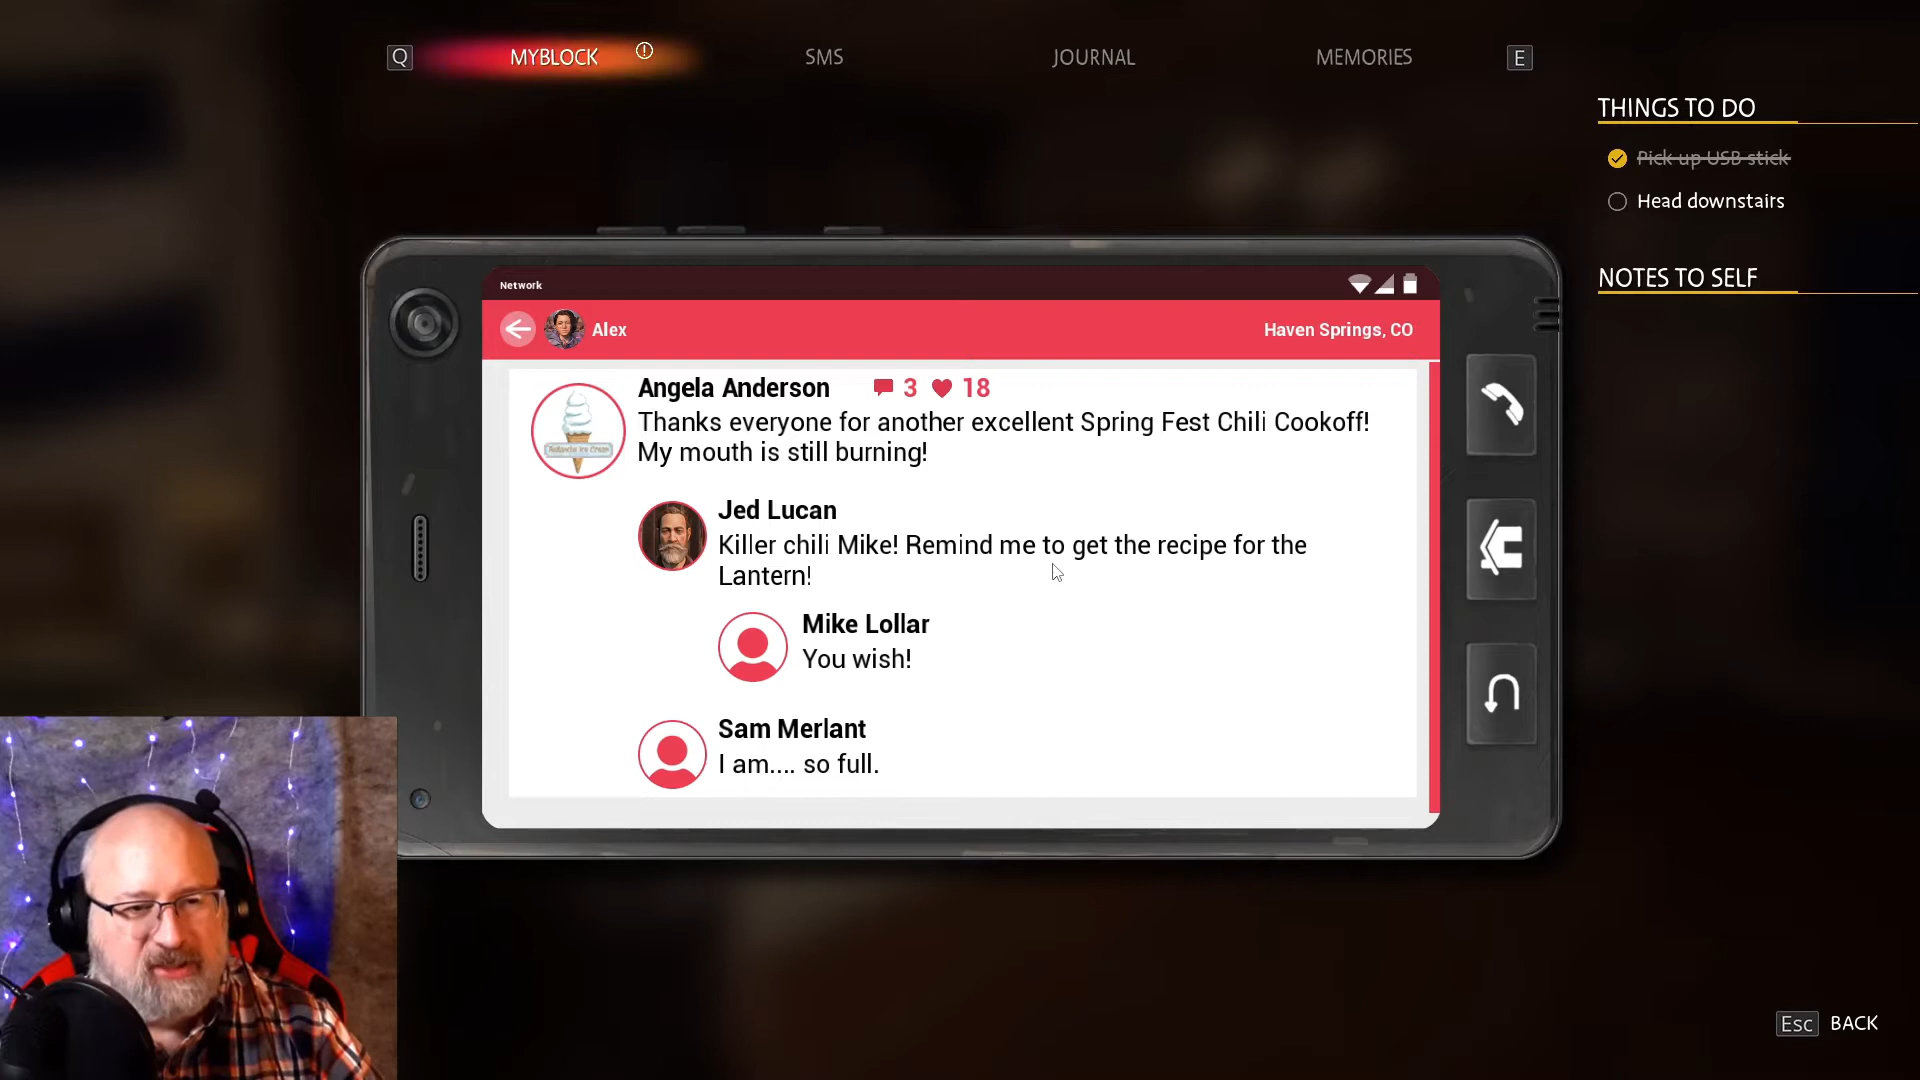 Q
MYBLOCK
SMS
JOURNAL
MEMORIES
E
THINGS TO DO
Pick up USB stick
Head downstairs
NOTES TO SELF
Network
Alex
Haven Springs, CO
Angela Anderson 3 18
Thanks everyone for another excellent Spring Fest Chili Cookoff!
My mouth is still burning!
Jed Lucan
Killer chili Mike! Remind me to get the recipe for the
Lantern!
Mike Lollar
You wish!
Sam Merlant
I am.... so full.
Esc BACK